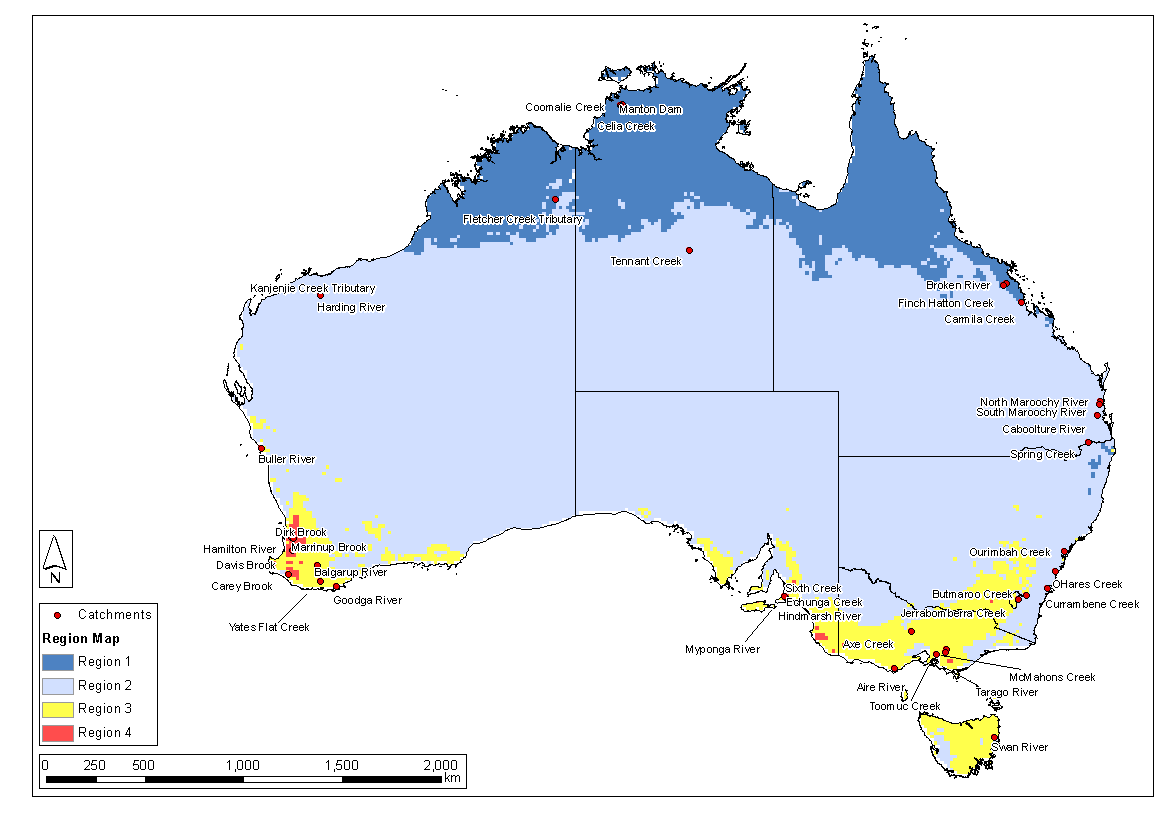 Coomalie Creek
Manton Dam
Celia Creek
Fletcher Creek Tributary
Tennant Creek
Kanjenjie Creek Tributary
Harding River
Broken River
Finch Hatton Creek
Carmila Creek
North Maroochy River
South Maroochy River
Caboolture River
Spring Creek
Buller River
Dirk Brook
Hamilton River
Marrinup Brook
Davis Brook
Balgarup River
Carey Brook
Goodga River
Yates Flat Creek
Ourimbah Creek
OHares Creek
Butmaroo Creek
Currambene Creek
Jerrabomberra Creek
Sixth Creek
Echunga Creek
Hindmarsh River
Myponga River
Axe Creek
McMahons Creek
Aire River
Tarago River
Toomuc Creek
Swan River
N
Catchments
Region Map
Region 1
Region 2
Region 3
Region 4
0 250 500 1,000 1,500 2,000
km